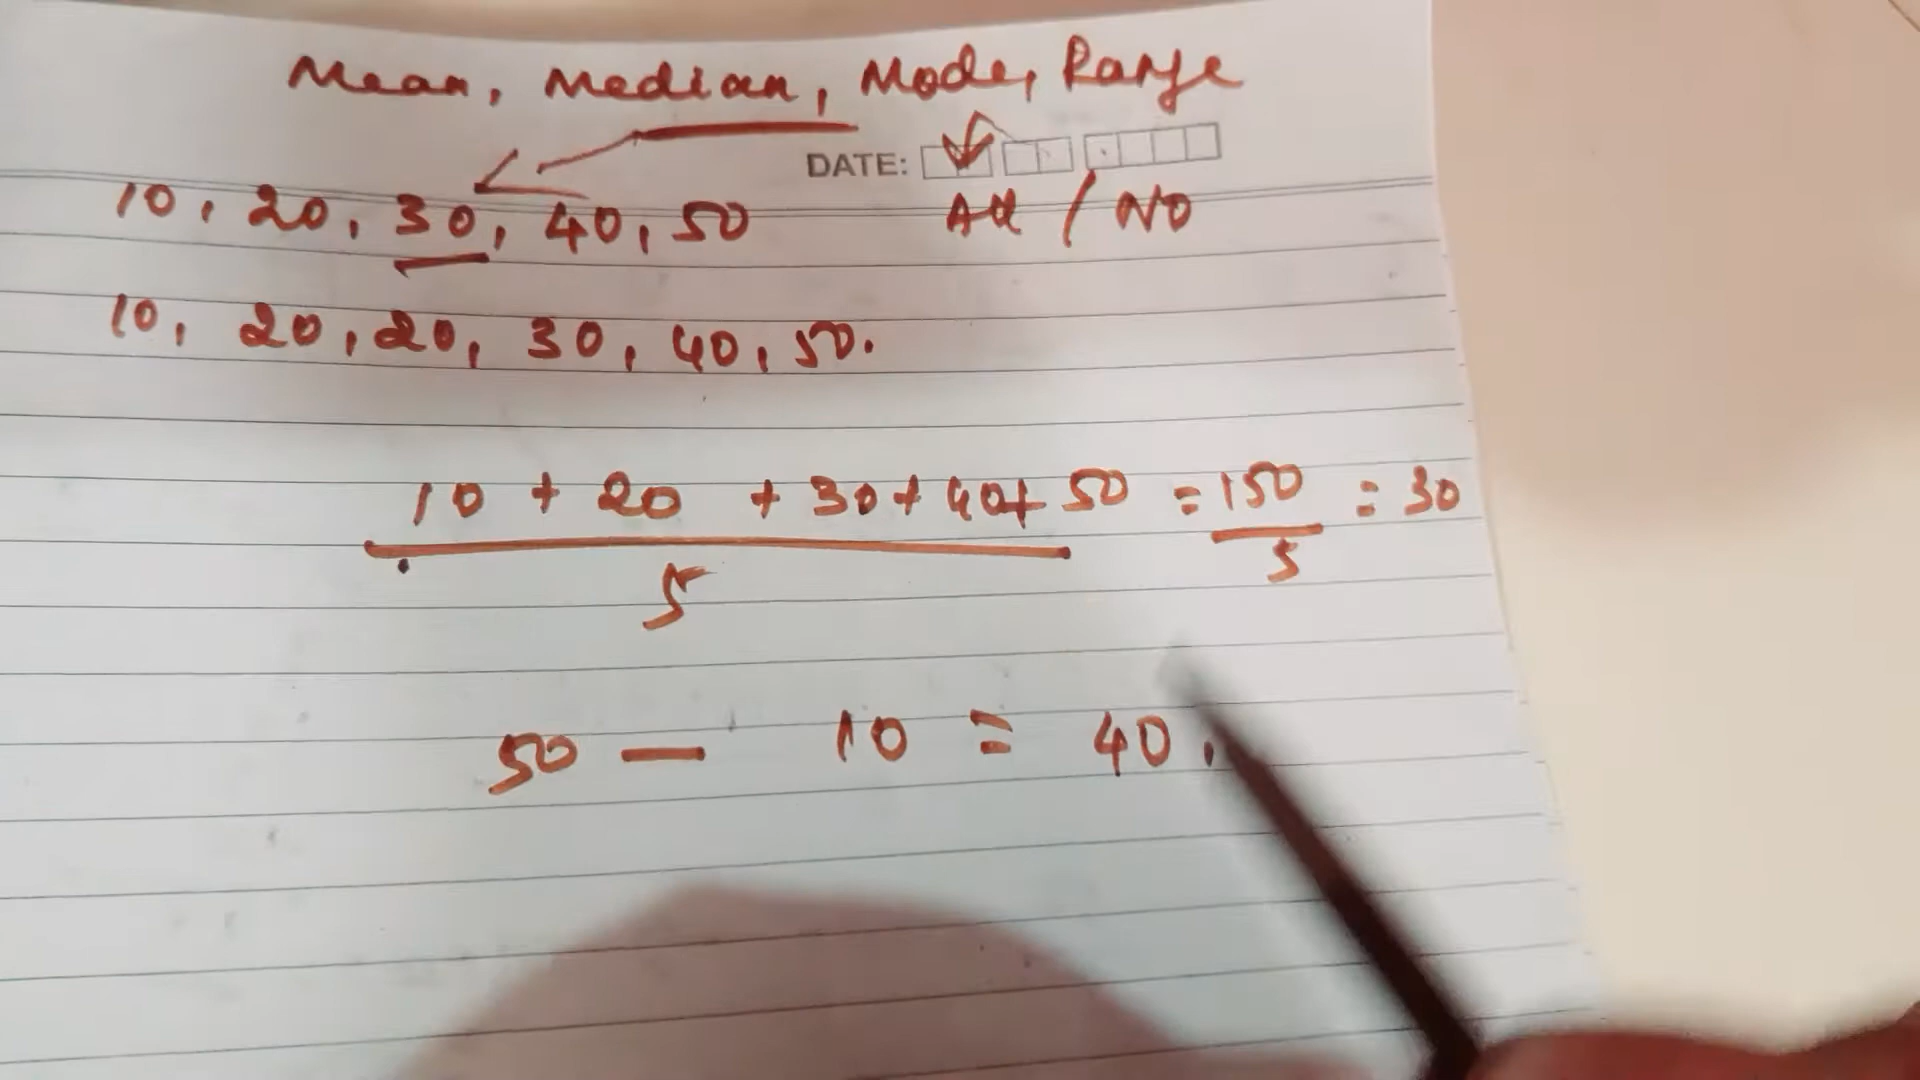 Mean, Median, Mode, Range
DATE:
10, 20, 30, 40, 50
All / NO
10, 20, 20, 30, 40, 50.
10 + 20 + 30 + 40 + 50 = 150 = 30
5 5
50 - 10 = 40.